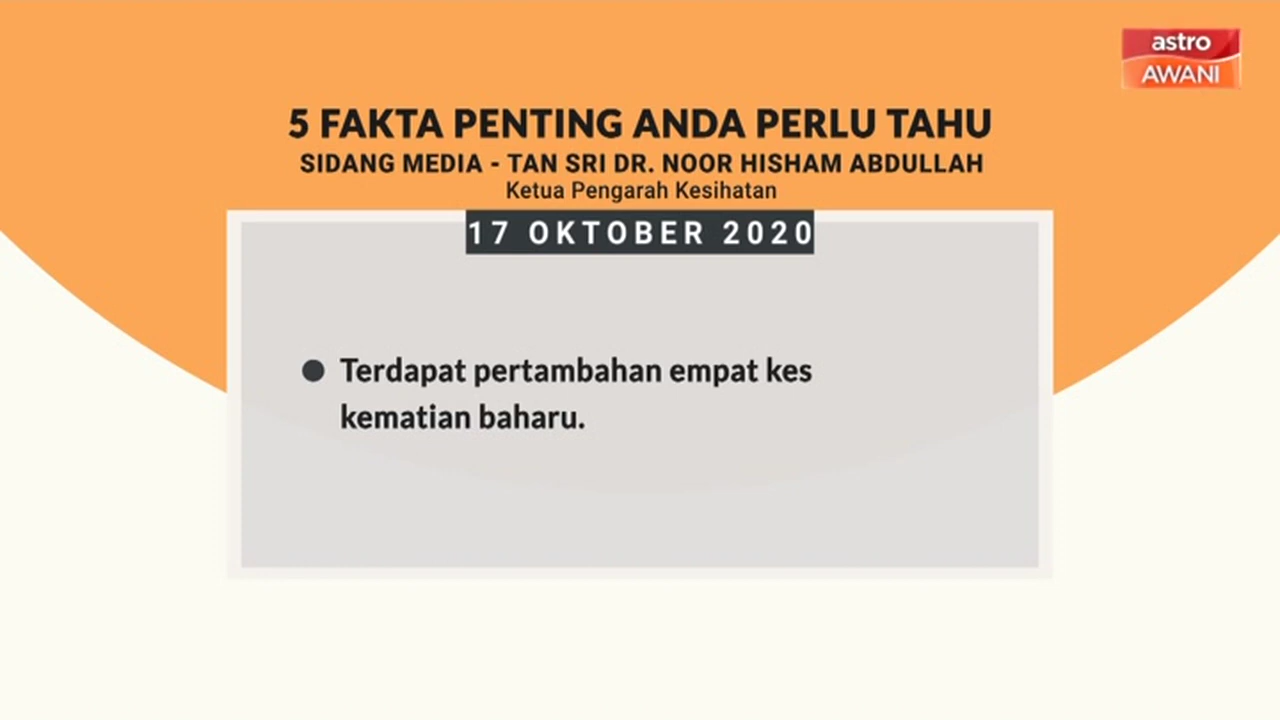 astro
AWANI
5 FAKTA PENTING ANDA PERLU TAHU
SIDANG MEDIA - TAN SRI DR. NOOR HISHAM ABDULLAH
Ketua Pengarah Kesihatan
17 OKTOBER 2020
● Terdapat pertambahan empat kes
kematian baharu.